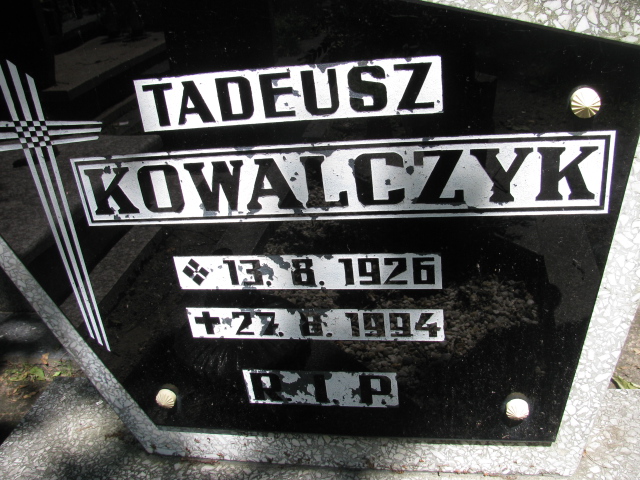 TADEUSZ
KOWALCZYK
13. 8. 1926
27. 8. 1994
R I P